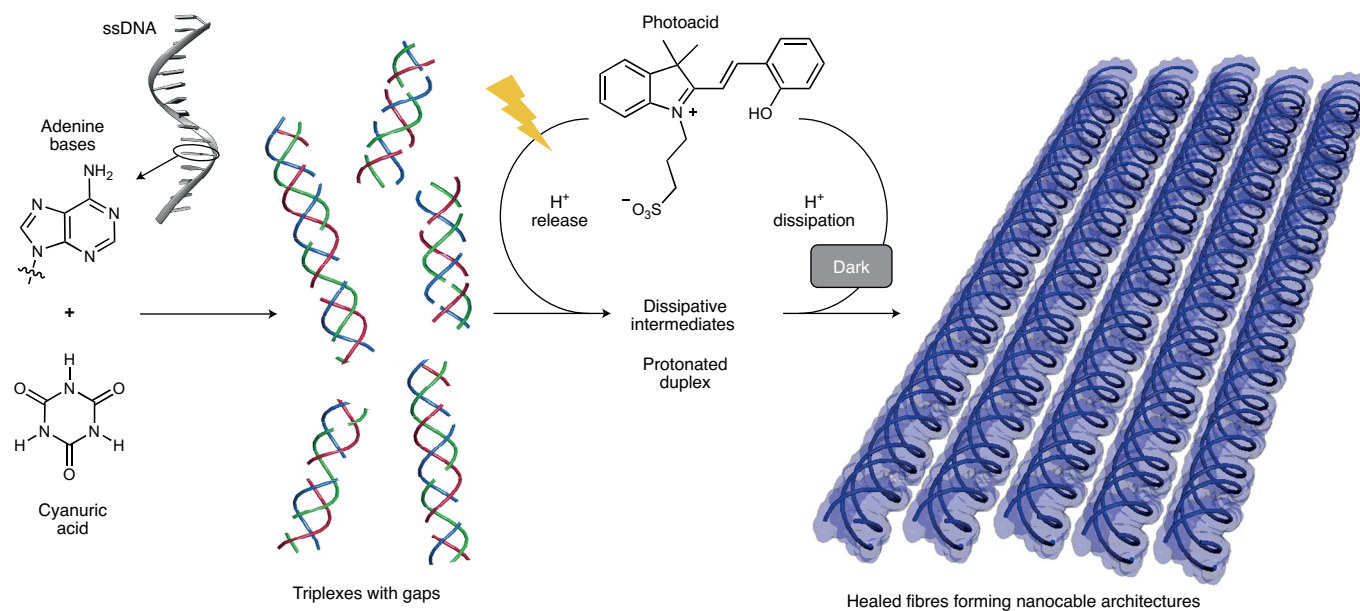 ssDNA
Adenine
bases
NH₂
N
N
N
N
+
H
O
N
O
N
N
H
H
O
Cyanuric
acid
Triplexes with gaps
Photoacid
N
+
HO
⁻O₃S
H⁺
release
H⁺
dissipation
Dark
Dissipative
intermediates
Protonated
duplex
Healed fibres forming nanocable architectures